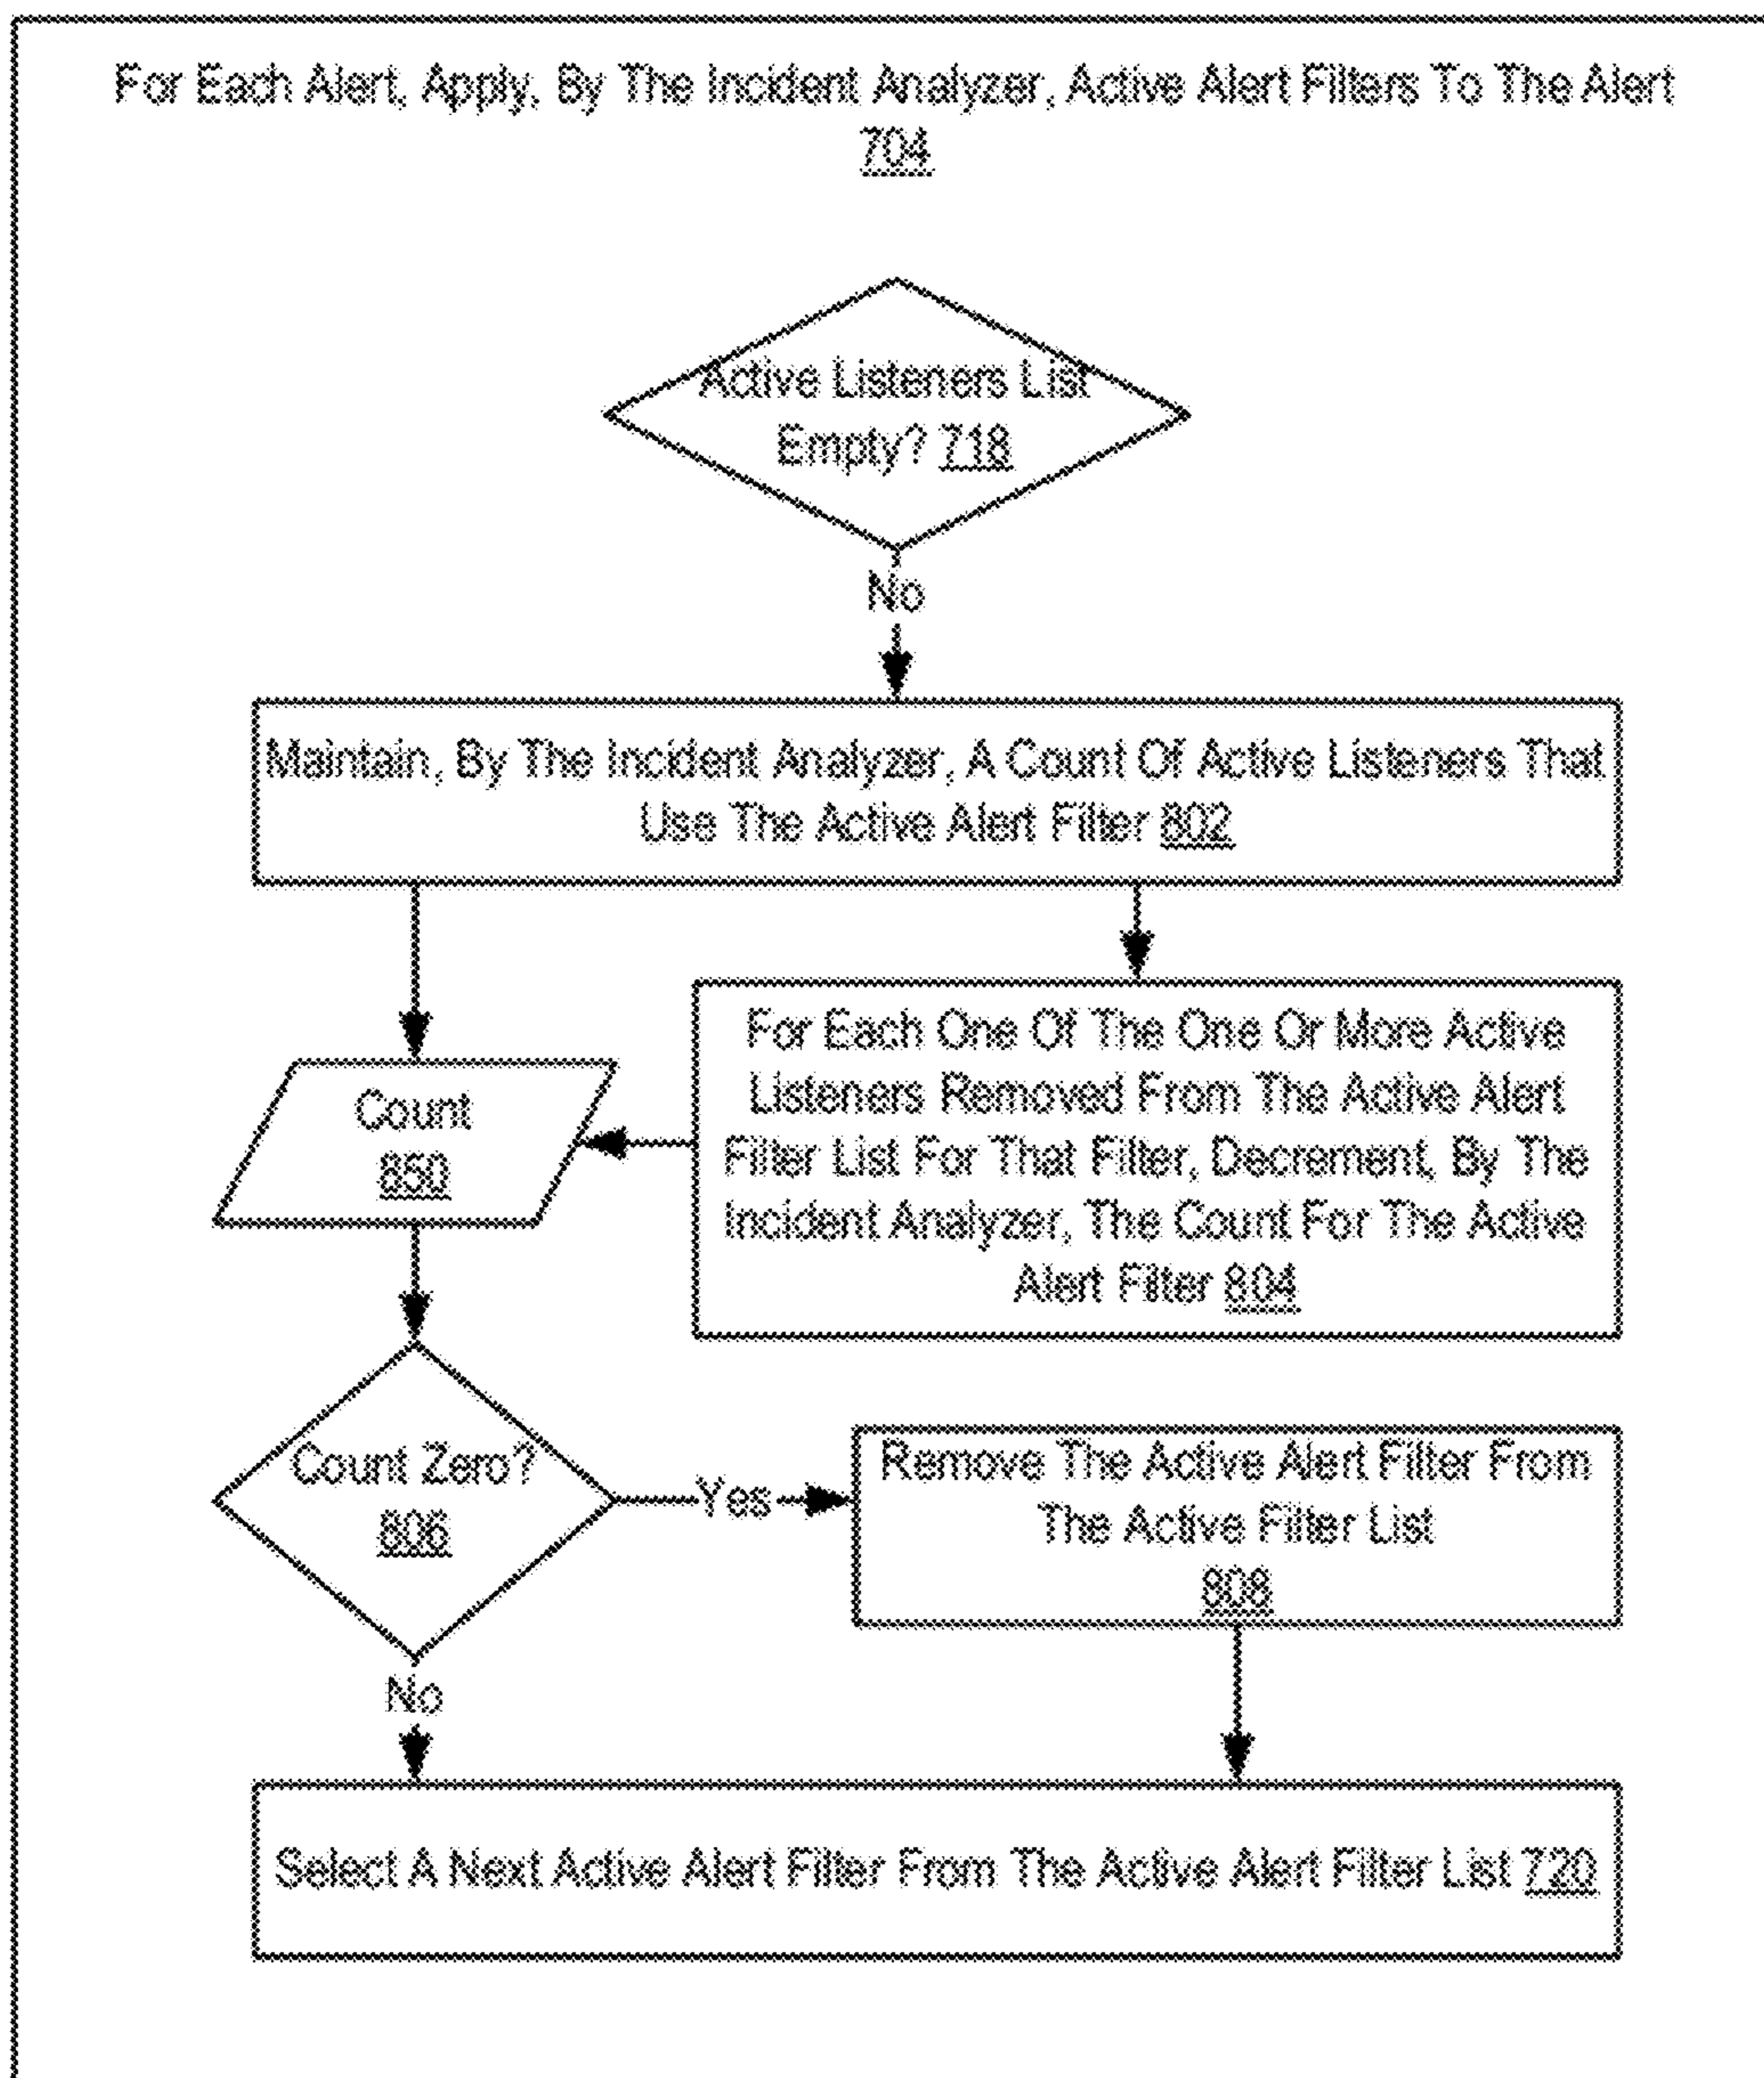 For Each Alert, Apply, By The Incident Analyzer, Active Alert Filters To The Alert
704
Active Listeners List
Empty? 718
No
Maintain, By The Incident Analyzer, A Count Of Active Listeners That
Use The Active Alert Filter 802
For Each One Of The One Or More Active
Listeners Removed From The Active Alert
Filter List For That Filter, Decrement, By The
Incident Analyzer, The Count For The Active
Alert Filter 804
Count
850
Count Zero?
806
Yes
Remove The Active Alert Filter From
The Active Filter List
808
No
Select A Next Active Alert Filter From The Active Alert Filter List 720